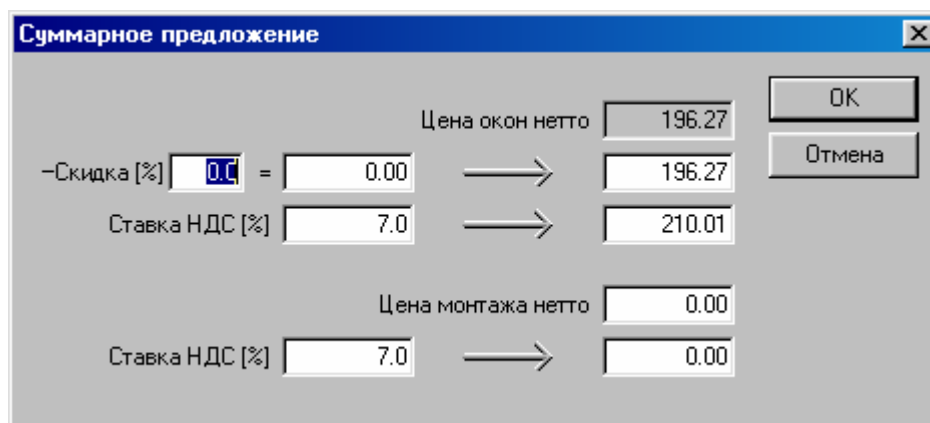 Суммарное предложение
OK
Цена окон нетто 196.27
Отмена
-Скидка [%] 0.0 = 0.00 196.27
Ставка НДС [%] 7.0 210.01
Цена монтажа нетто 0.00
Ставка НДС [%] 7.0 0.00